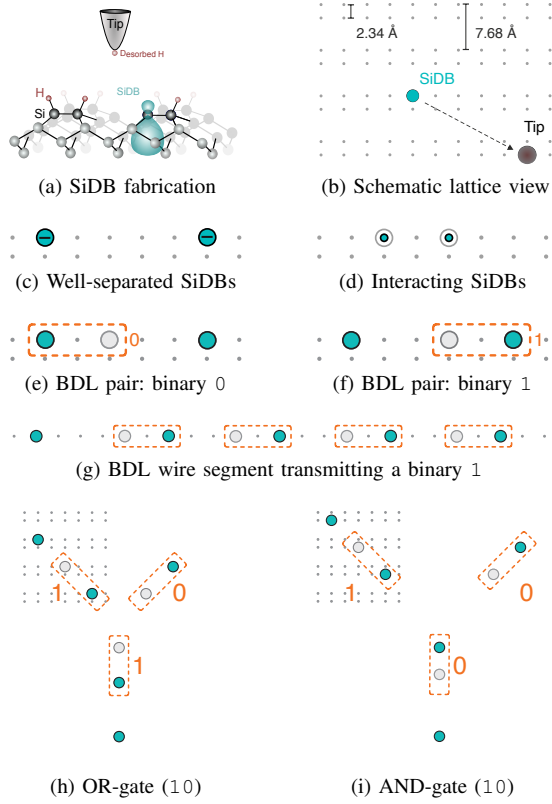 Tip
Desorbed H
SiDB
H
Si
(a) SiDB fabrication
2.34 Å
7.68 Å
SiDB
Tip
(b) Schematic lattice view
(c) Well-separated SiDBs
(d) Interacting SiDBs
0
(e) BDL pair: binary 0
1
(f) BDL pair: binary 1
(g) BDL wire segment transmitting a binary 1
1
0
1
(h) OR-gate (10)
1
0
0
(i) AND-gate (10)